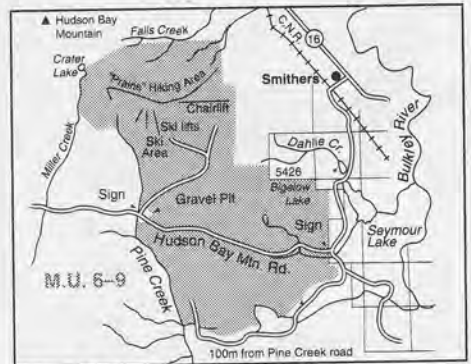 ▲ Hudson Bay
Mountain
Falls Creek
C.N.R.
16
Crater
Lake
"Prairie" Hiking Area
Smithers
Chairlift
Bulkley River
Miller Creek
Ski lifts
Ski
Area
Dahlie Cr.
5426
Bigelow
Lake
Sign
Gravel Pit
Sign
Seymour
Lake
Hudson Bay Mtn. Rd.
M.U. 6-9
Pine Creek
100m from Pine Creek road